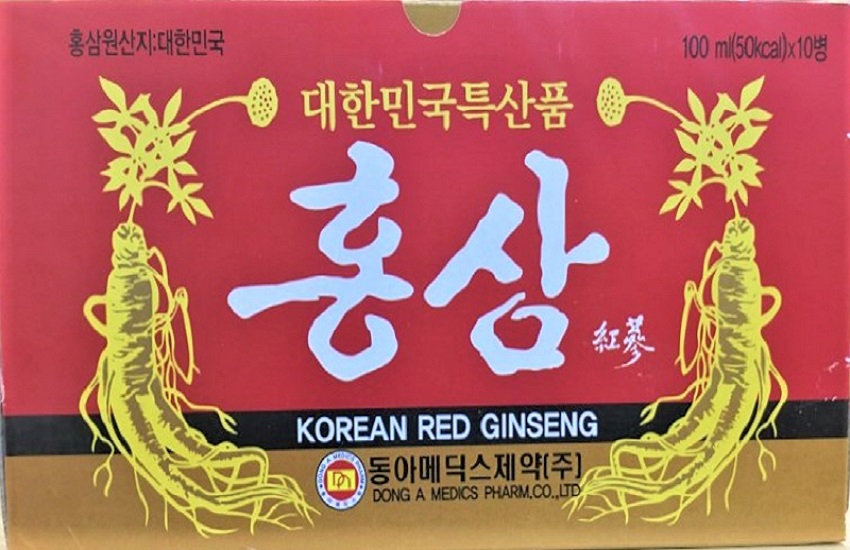 홍삼원산지:대한민국
100 ml(50kcal)x10병
대한민국특산품
홍삼
紅蔘
KOREAN RED GINSENG
동아메딕스제약(주)
DONG A MEDICS PHARM.CO.,LTD